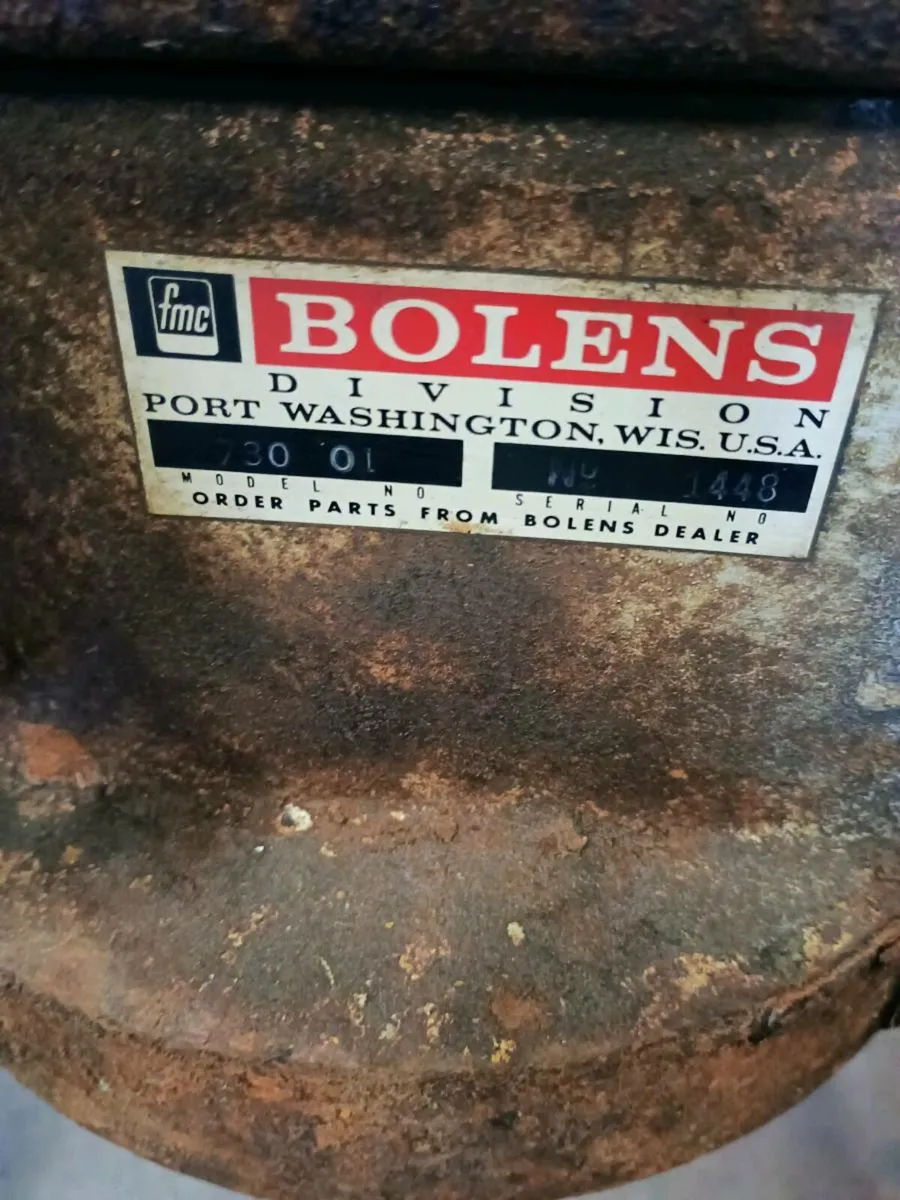 fmc
BOLENS
DIVISION
PORT WASHINGTON, WIS. U.S.A.
730 01 Nº 1448
MODEL NO SERIAL NO
ORDER PARTS FROM BOLENS DEALER